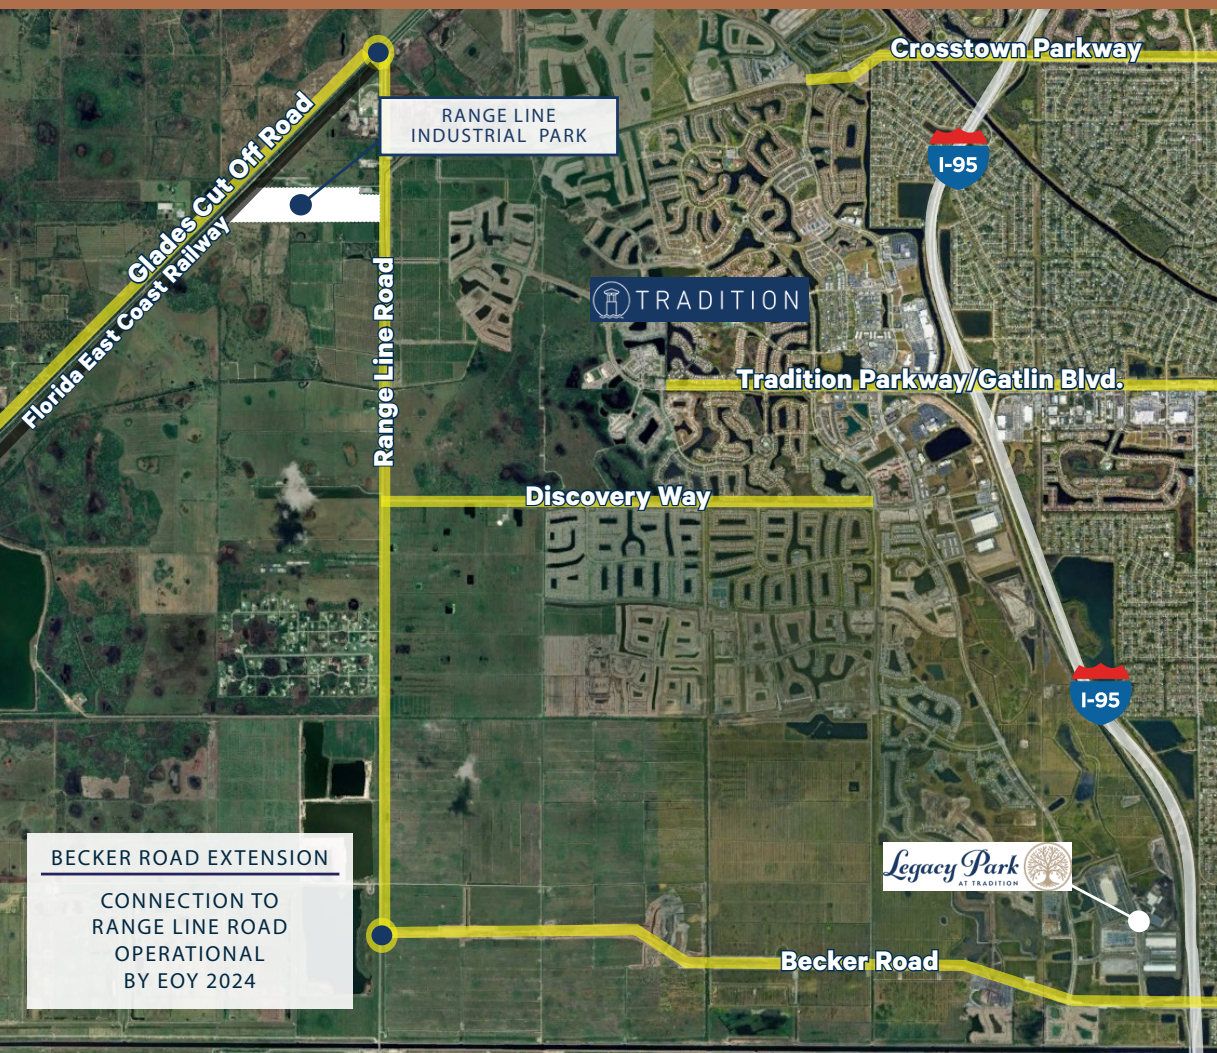 Crosstown Parkway
RANGE LINE
INDUSTRIAL PARK
I-95
Glades Cut Off Road
Florida East Coast Railway
Range Line Road
TRADITION
Tradition Parkway/Gatlin Blvd.
Discovery Way
I-95
BECKER ROAD EXTENSION
CONNECTION TO
RANGE LINE ROAD
OPERATIONAL
BY EOY 2024
Legacy Park
AT TRADITION
Becker Road